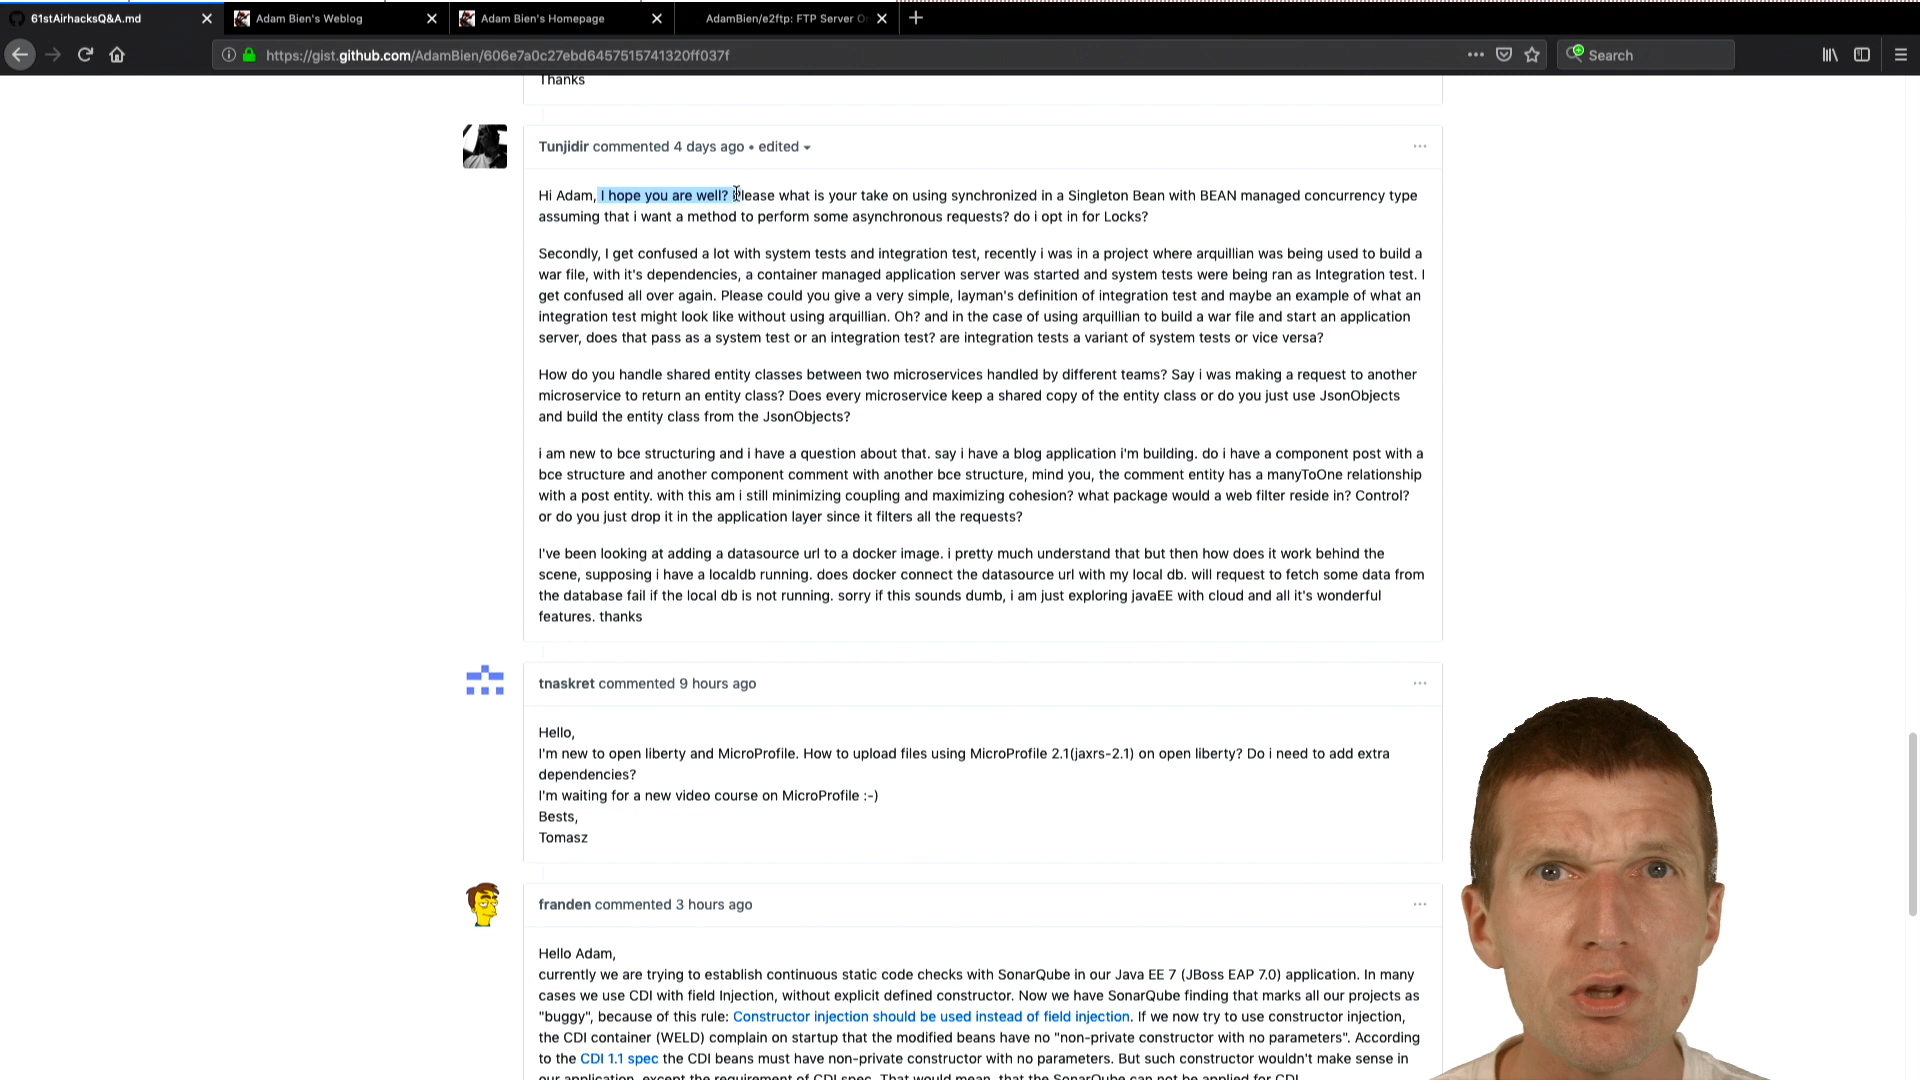 61stAirhacksQ&A.md
Adam Bien's Weblog
Adam Bien's Homepage
AdamBien/e2ftp: FTP Server O
https://gist.github.com/AdamBien/606e7a0c27ebd6457515741320ff037f
Search
Thanks
Tunjidir commented 4 days ago • edited
Hi Adam, I hope you are well? Please what is your take on using synchronized in a Singleton Bean with BEAN managed concurrency type
assuming that i want a method to perform some asynchronous requests? do i opt in for Locks?
Secondly, I get confused a lot with system tests and integration test, recently i was in a project where arquillian was being used to build a
war file, with it's dependencies, a container managed application server was started and system tests were being ran as Integration test. I
get confused all over again. Please could you give a very simple, layman's definition of integration test and maybe an example of what an
integration test might look like without using arquillian. Oh? and in the case of using arquillian to build a war file and start an application
server, does that pass as a system test or an integration test? are integration tests a variant of system tests or vice versa?
How do you handle shared entity classes between two microservices handled by different teams? Say i was making a request to another
microservice to return an entity class? Does every microservice keep a shared copy of the entity class or do you just use JsonObjects
and build the entity class from the JsonObjects?
i am new to bce structuring and i have a question about that. say i have a blog application i'm building. do i have a component post with a
bce structure and another component comment with another bce structure, mind you, the comment entity has a manyToOne relationship
with a post entity. with this am i still minimizing coupling and maximizing cohesion? what package would a web filter reside in? Control?
or do you just drop it in the application layer since it filters all the requests?
I've been looking at adding a datasource url to a docker image. i pretty much understand that but then how does it work behind the
scene, supposing i have a localdb running. does docker connect the datasource url with my local db. will request to fetch some data from
the database fail if the local db is not running. sorry if this sounds dumb, i am just exploring javaEE with cloud and all it's wonderful
features. thanks
tnaskret commented 9 hours ago
Hello,
I'm new to open liberty and MicroProfile. How to upload files using MicroProfile 2.1(jaxrs-2.1) on open liberty? Do i need to add extra
dependencies?
I'm waiting for a new video course on MicroProfile :-)
Bests,
Tomasz
franden commented 3 hours ago
Hello Adam,
currently we are trying to establish continuous static code checks with SonarQube in our Java EE 7 (JBoss EAP 7.0) application. In many
cases we use CDI with field Injection, without explicit defined constructor. Now we have SonarQube finding that marks all our projects as
"buggy", because of this rule: Constructor injection should be used instead of field injection. If we now try to use constructor injection,
the CDI container (WELD) complain on startup that the modified beans have no "non-private constructor with no parameters". According
to the CDI 1.1 spec the CDI beans must have non-private constructor with no parameters. But such constructor wouldn't make sense in
our application, except the requirement of CDI spec. That would mean, that the SonarQube can not be applied for CDI